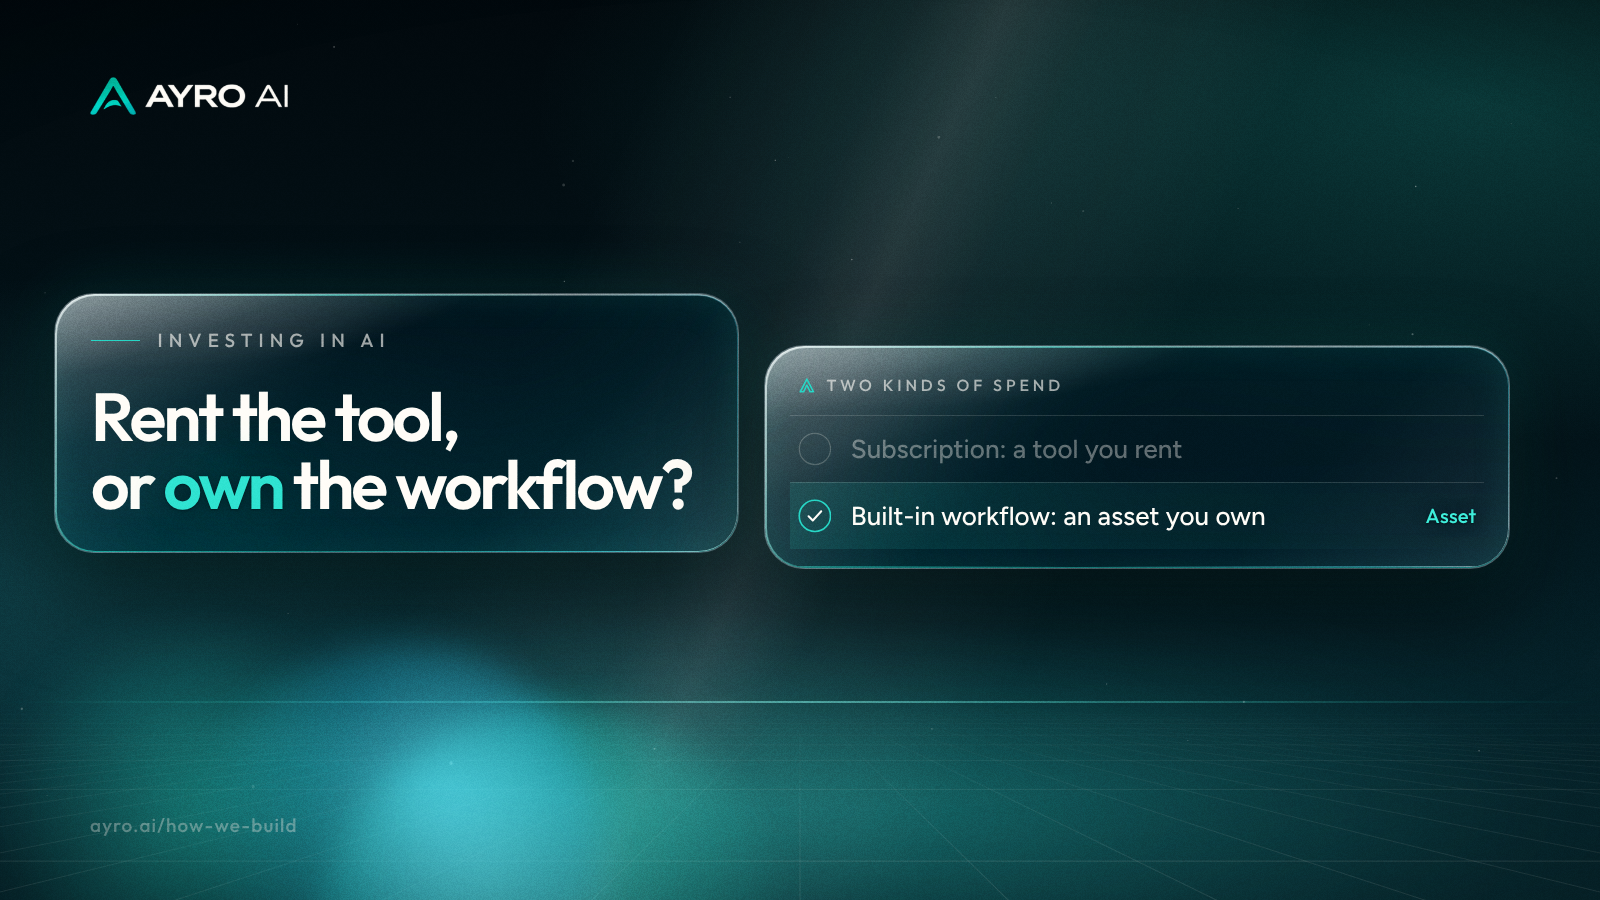 AYRO AI
INVESTING IN AI
Rent the tool,
or own the workflow?
TWO KINDS OF SPEND
Subscription: a tool you rent
Built-in workflow: an asset you own
Asset
ayro.ai/how-we-build